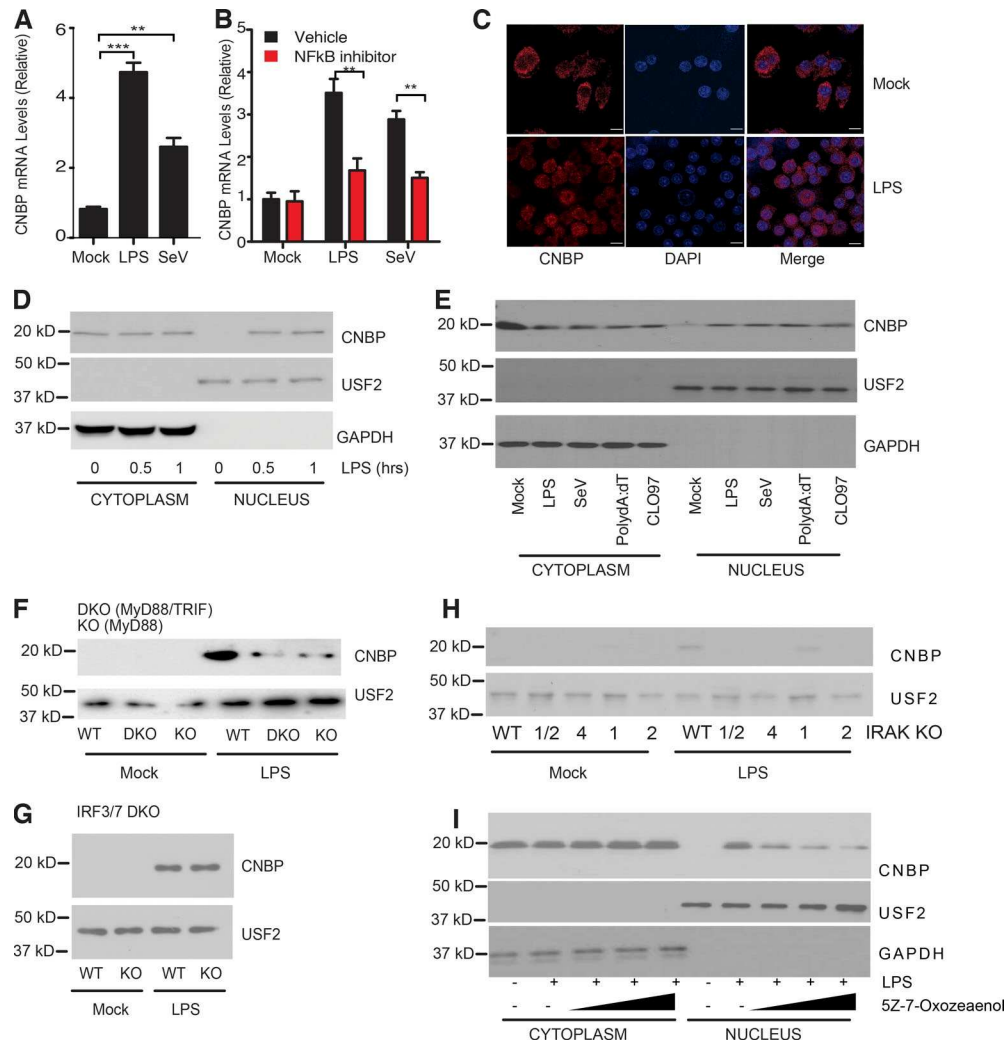 A
CNBP mRNA Levels (Relative)
6
4
2
0
***
**
Mock LPS SeV
B
CNBP mRNA Levels (Relative)
5
4
3
2
1
0
Vehicle
NFkB inhibitor
**
**
Mock LPS SeV
C
Mock
LPS
CNBP DAPI Merge
D
20 kD CNBP
50 kD
USF2
37 kD
37 kD
GAPDH
0 0.5 1 0 0.5 1 LPS (hrs)
CYTOPLASM NUCLEUS
E
20 kD CNBP
50 kD
USF2
37 kD
37 kD GAPDH
Mock LPS SeV PolydA:dT CLO97 Mock LPS SeV PolydA:dT CLO97
CYTOPLASM NUCLEUS
F
DKO (MyD88/TRIF)
KO (MyD88)
20 kD CNBP
50 kD USF2
37 kD
WT DKO KO WT DKO KO
Mock LPS
G
IRF3/7 DKO
20 kD CNBP
50 kD
USF2
37 kD
WT KO WT KO
Mock LPS
H
20 kD CNBP
50 kD
USF2
37 kD
WT 1/2 4 1 2 WT 1/2 4 1 2 IRAK KO
Mock LPS
I
20 kD
CNBP
50 kD
USF2
37 kD
37 kD GAPDH
- + + + + - + + + + LPS
- - - - 5Z-7-Oxozeaenol
CYTOPLASM NUCLEUS